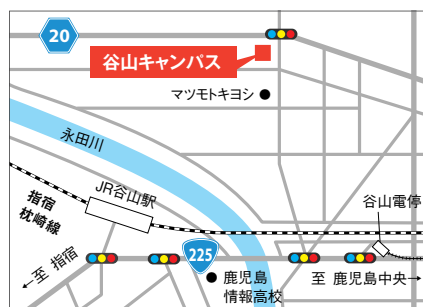 20
谷山キャンパス
マツモトキヨシ
永田川
JR谷山駅
指宿
枕崎線
谷山電停
225
至 指宿
鹿児島
情報高校
至 鹿児島中央→